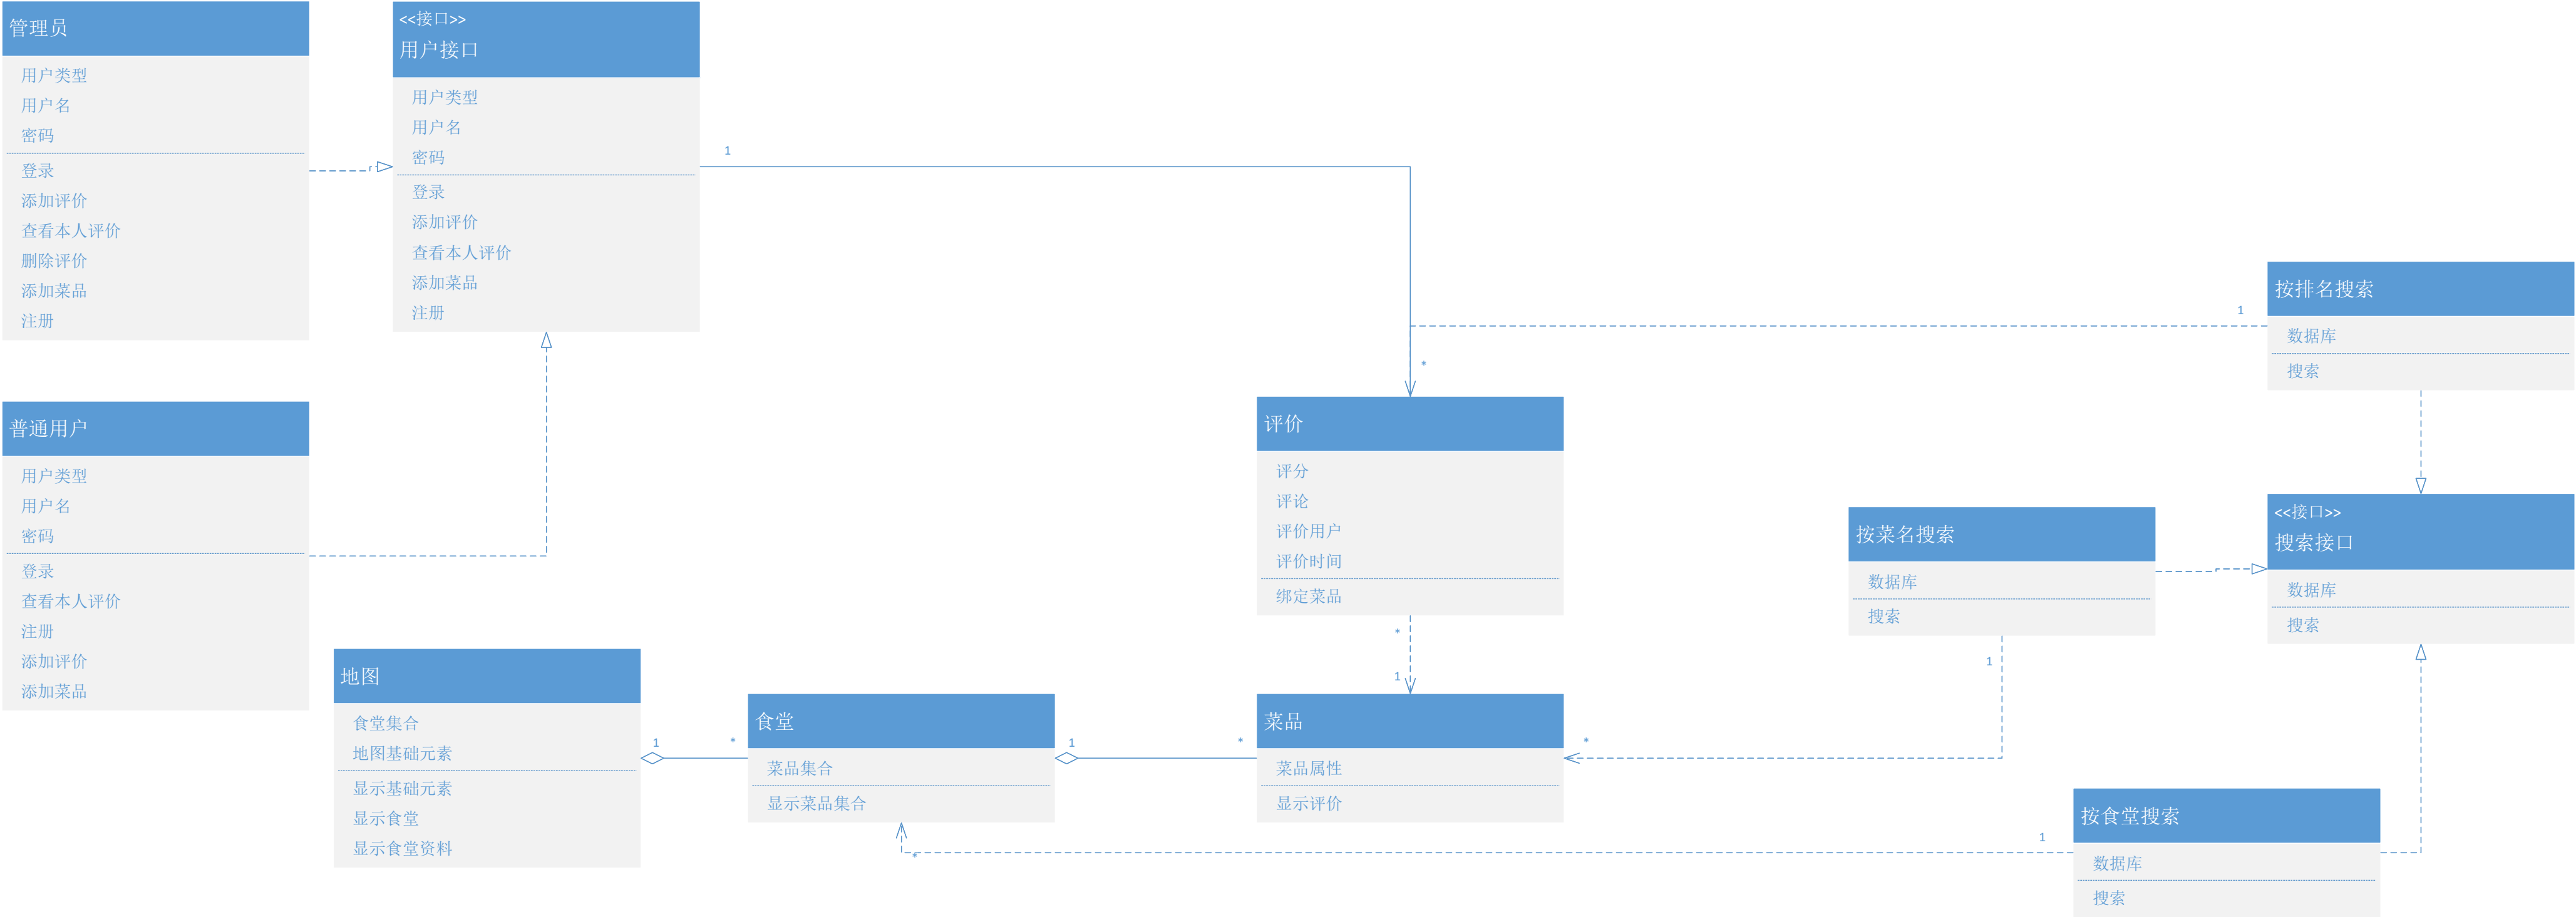 管理员
用户类型
用户名
密码
登录
添加评价
查看本人评价
删除评价
添加菜品
注册
<<接口>>
用户接口
用户类型
用户名
密码
登录
添加评价
查看本人评价
添加菜品
注册
1
*
普通用户
用户类型
用户名
密码
登录
查看本人评价
注册
添加评价
添加菜品
评价
评分
评论
评价用户
评价时间
绑定菜品
*
1
按排名搜索
数据库
搜索
1
按菜名搜索
数据库
搜索
1
*
<<接口>>
搜索接口
数据库
搜索
地图
食堂集合
地图基础元素
显示基础元素
显示食堂
显示食堂资料
1
*
食堂
菜品集合
显示菜品集合
1
*
菜品
菜品属性
显示评价
*
1
按食堂搜索
数据库
搜索